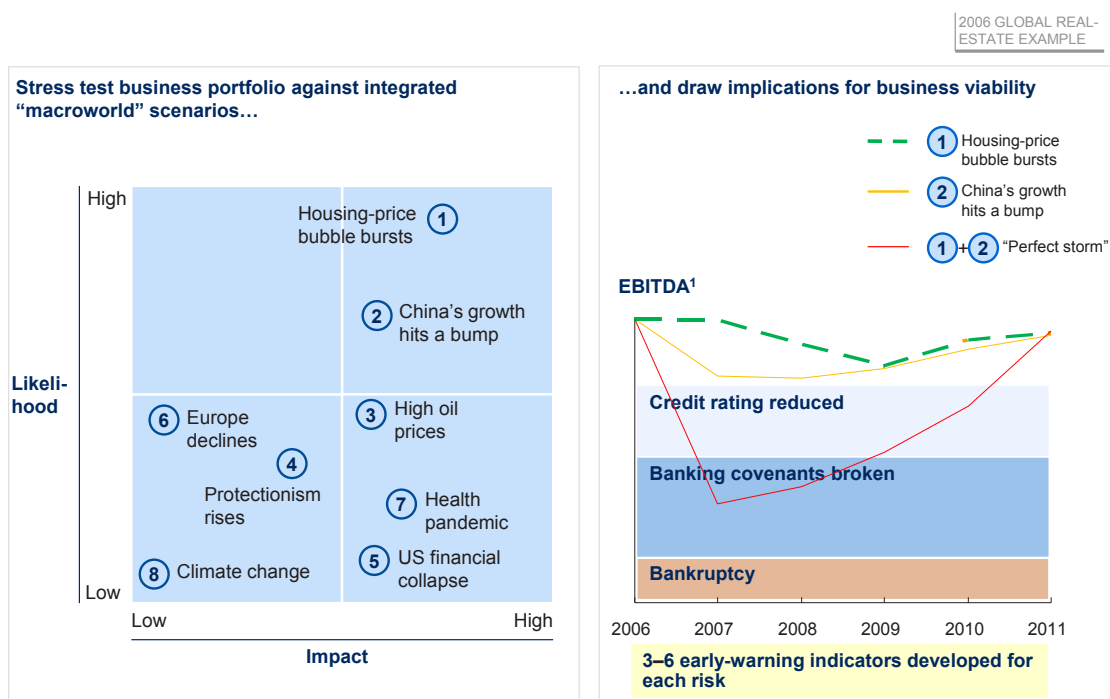 2006 GLOBAL REAL-
ESTATE EXAMPLE
Stress test business portfolio against integrated
“macroworld” scenarios…
High
Likeli-
hood
Low
Housing-price
bubble bursts
1
2
China’s growth
hits a bump
6
Europe
declines
3
High oil
prices
4
Protectionism
rises
7
Health
pandemic
8
Climate change
5
US financial
collapse
Low
High
Impact
…and draw implications for business viability
1 Housing-price
bubble bursts
2 China’s growth
hits a bump
1+2 “Perfect storm”
EBITDA¹
Credit rating reduced
Banking covenants broken
Bankruptcy
2006 2007 2008 2009 2010 2011
3–6 early-warning indicators developed for
each risk